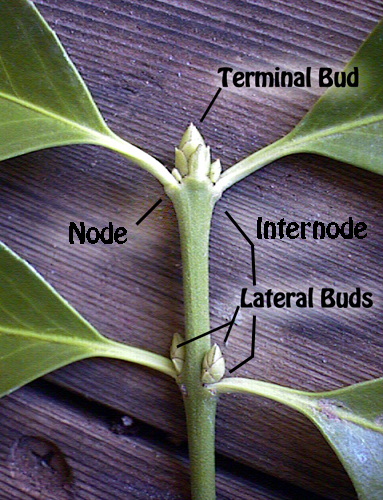 Terminal Bud
Node
Internode
Lateral Buds